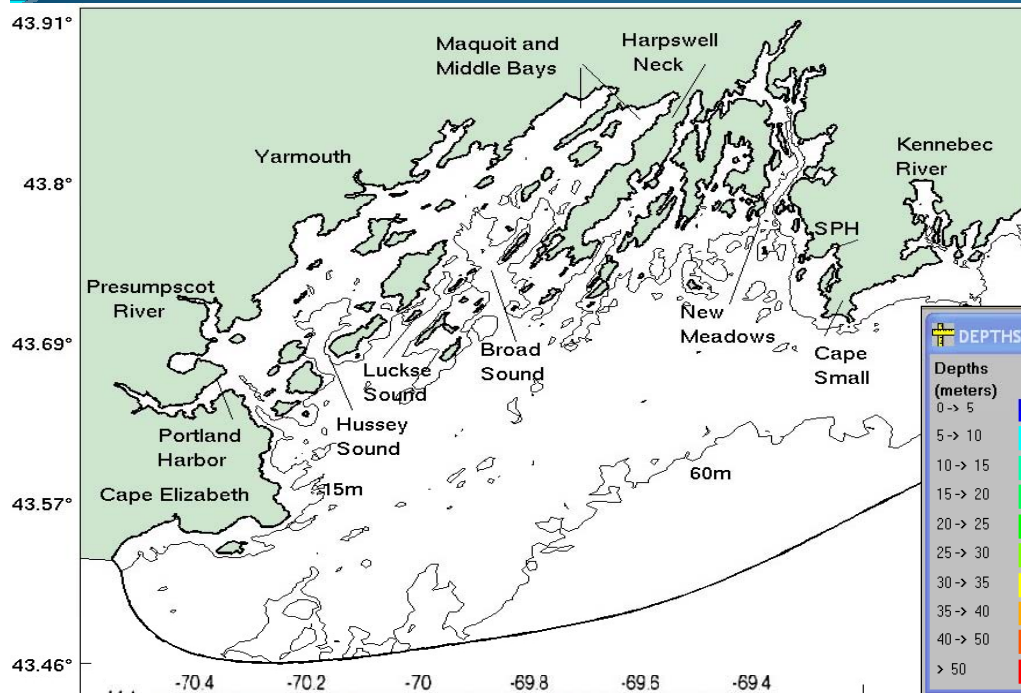 43.91°
Maquoit and
Middle Bays
Harpswell
Neck
Yarmouth
Kennebec
River
43.8°
SPH
Presumpscot
River
43.69°
New
Meadows
Cape
Small
Broad
Sound
Luckse
Sound
Hussey
Sound
Portland
Harbor
Cape Elizabeth
15m
60m
43.57°
43.46°
-70.4
-70.2
-70
-69.8
-69.6
-69.4
DEPTHS
Depths
(meters)
0-> 5
5-> 10
10-> 15
15-> 20
20-> 25
25-> 30
30-> 35
35-> 40
40-> 50
> 50